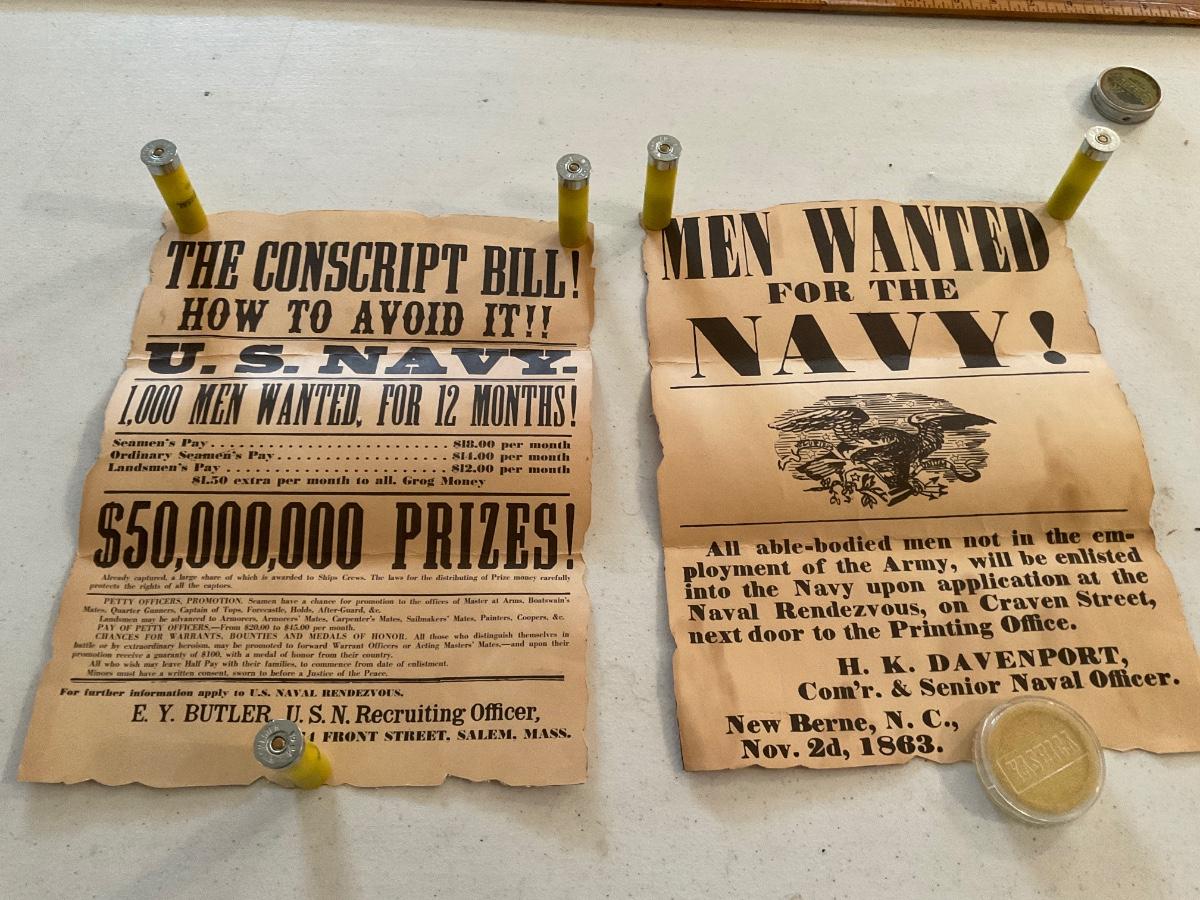 THE CONSCRIPT BILL!
HOW TO AVOID IT!!
U. S. NAVY.
1,000 MEN WANTED, FOR 12 MONTHS!
Seamen's Pay . . . . . . . . . . . . . . . . . . . . . . . . . . . . $18.00 per month
Ordinary Seamen's Pay . . . . . . . . . . . . . . . . . . . . $14.00 per month
Landsmen's Pay . . . . . . . . . . . . . . . . . . . . . . . . . . $12.00 per month
$1.50 extra per month to all, Grog Money
$50,000,000 PRIZES!
Already captured, a large share of which is awarded to Ships Crews. The laws for the distributing of Prize money carefully
protects the rights of all the captors.
PETTY OFFICERS, PROMOTION. Seamen have a chance for promotion to the offices of Master at Arms, Boatswain's
Mates, Quarter Gunners, Captain of Tops, Forecastle, Holds, After-Guard, &c.
Landsmen may be advanced to Armorers, Armorers' Mates, Carpenter's Mates, Sailmakers' Mates, Painters, Coopers, &c.
PAY OF PETTY OFFICERS,—From $20.00 to $45.00 per month.
CHANCES FOR WARRANTS, BOUNTIES AND MEDALS OF HONOR. All those who distinguish themselves in
battle or by extraordinary heroism, may be promoted to forward Warrant Officers or Acting Masters' Mates,—and upon their
promotion receive a guaranty of $100, with a medal of honor from their country.
All who wish may leave Half Pay with their families, to commence from date of enlistment.
Minors must have a written consent, sworn to before a Justice of the Peace.
For further information apply to U.S. NAVAL RENDEZVOUS,
E. Y. BUTLER, U. S. N. Recruiting Officer,
4 FRONT STREET, SALEM, MASS.
MEN WANTED
FOR THE
NAVY!
All able-bodied men not in the em-
ployment of the Army, will be enlisted
into the Navy upon application at the
Naval Rendezvous, on Craven Street,
next door to the Printing Office.
H. K. DAVENPORT,
Com'r. & Senior Naval Officer.
New Berne, N. C.,
Nov. 2d, 1863.